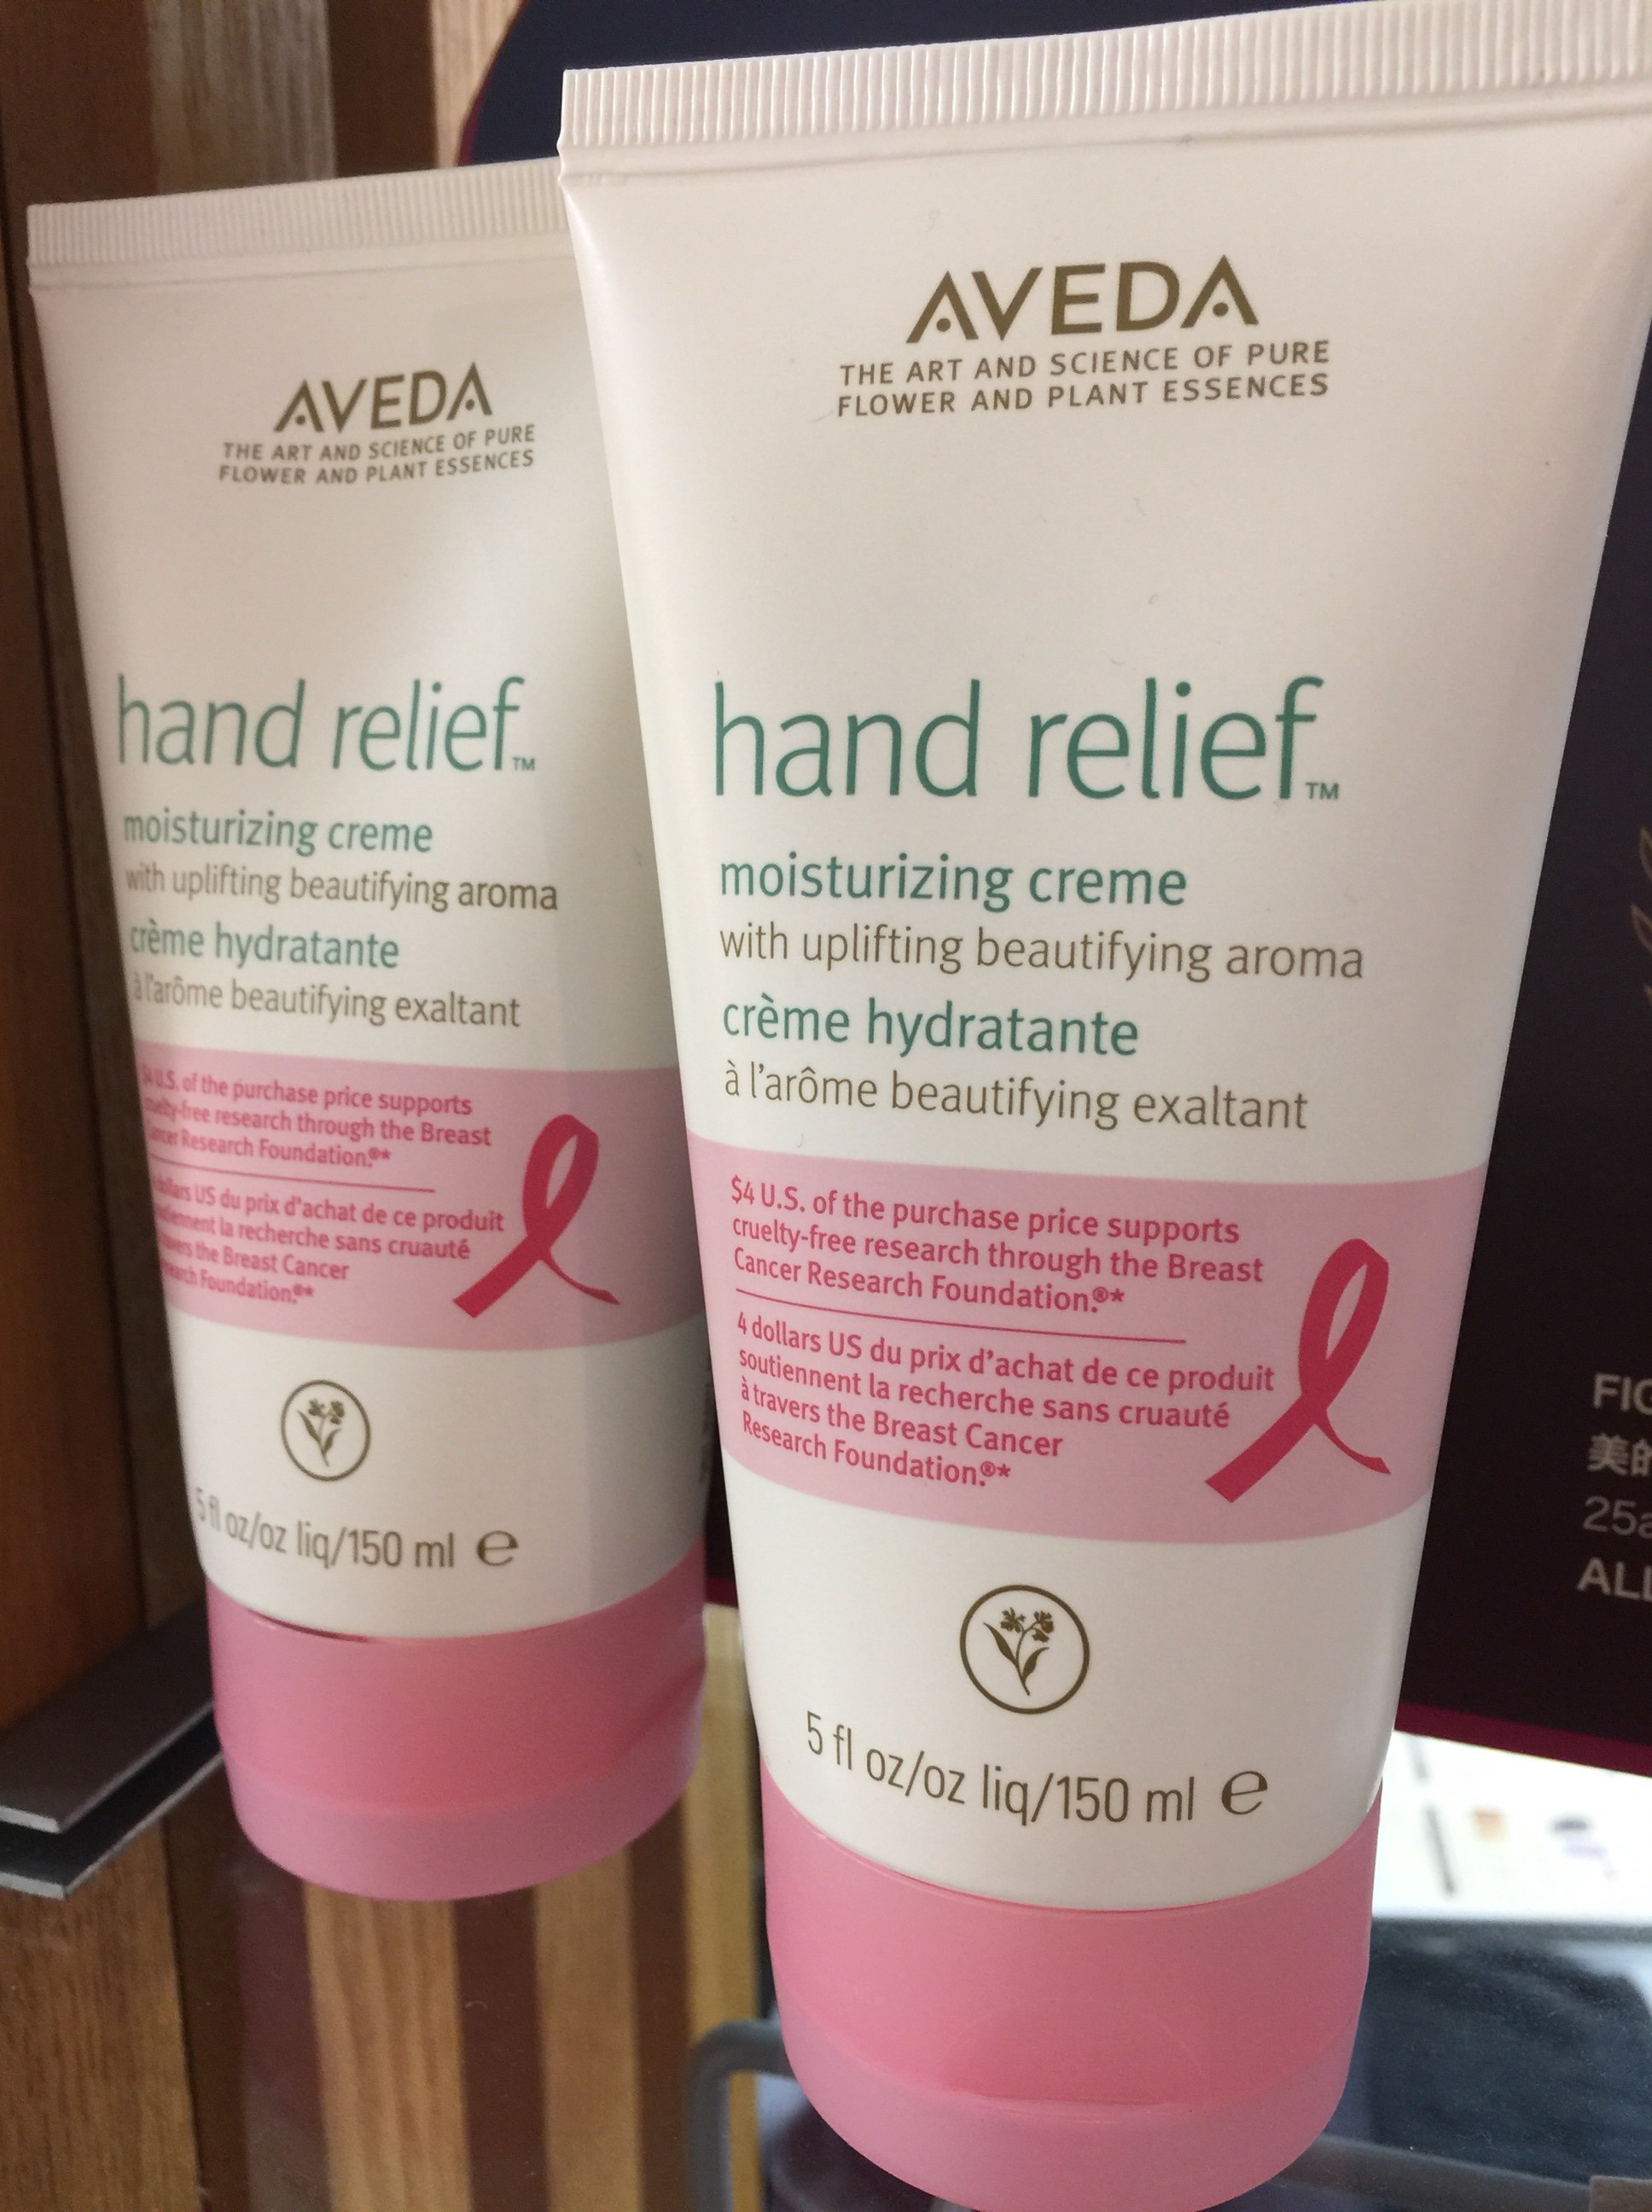 AVEDA
THE ART AND SCIENCE OF PURE
FLOWER AND PLANT ESSENCES
hand relief™
moisturizing creme
with uplifting beautifying aroma
crème hydratante
à l'arôme beautifying exaltant
$4 U.S. of the purchase price supports
cruelty-free research through the Breast
Cancer Research Foundation.®*
4 dollars US du prix d'achat de ce produit
soutiennent la recherche sans cruauté
à travers the Breast Cancer
Research Foundation.®*
5 fl oz/oz liq/150 ml e
AVEDA
THE ART AND SCIENCE OF PURE
FLOWER AND PLANT ESSENCES
hand relief™
moisturizing creme
with uplifting beautifying aroma
crème hydratante
à l'arôme beautifying exaltant
$4 U.S. of the purchase price supports
cruelty-free research through the Breast
Cancer Research Foundation.®*
dollars US du prix d'achat de ce produit
soutiennent la recherche sans cruauté
travers the Breast Cancer
Research Foundation.®*
5 fl oz/oz liq/150 ml e